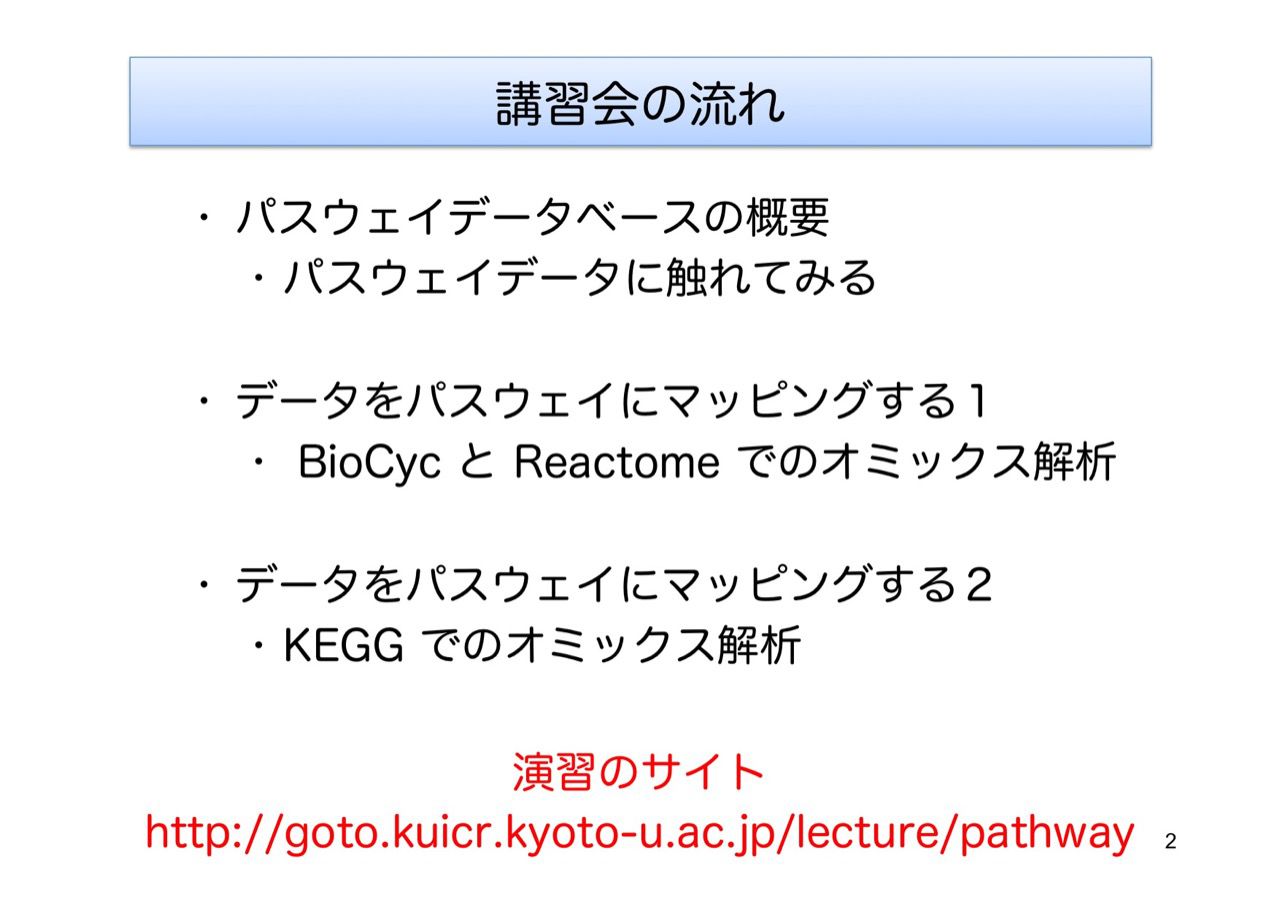 講習会の流れ
・ パスウェイデータベースの概要
・パスウェイデータに触れてみる
・ データをパスウェイにマッピングする１
・ BioCyc と Reactome でのオミックス解析
・ データをパスウェイにマッピングする２
・KEGG でのオミックス解析
演習のサイト
http://goto.kuicr.kyoto-u.ac.jp/lecture/pathway
2